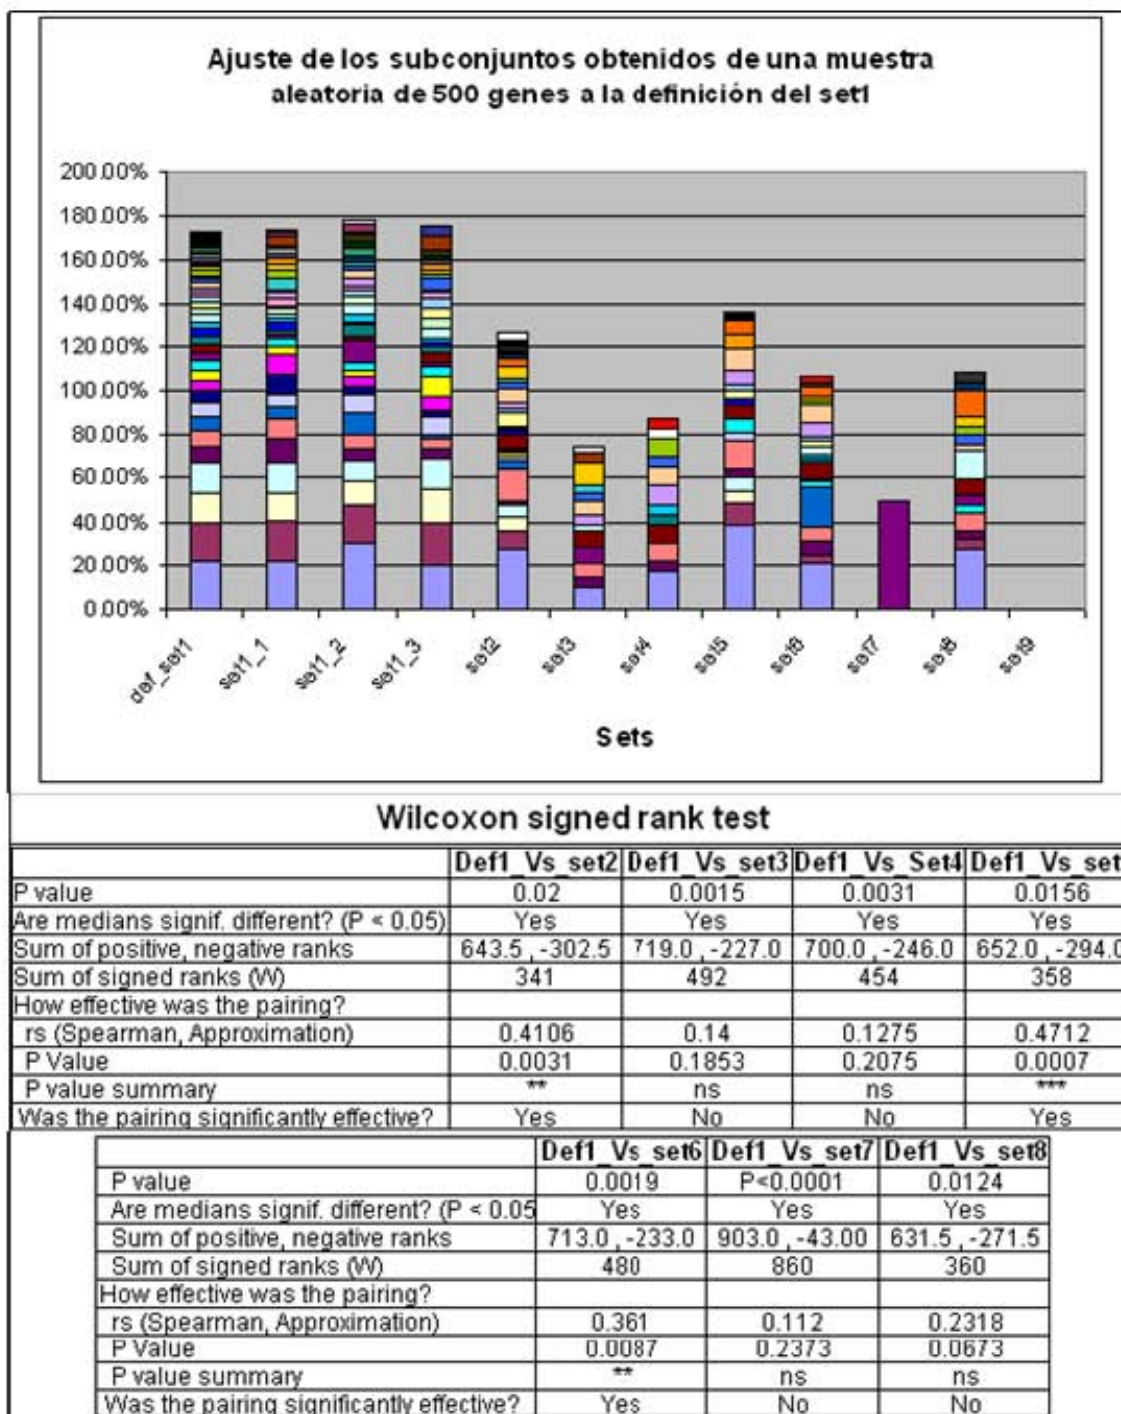 Ajuste de los subconjuntos obtenidos de una muestra
aleatoria de 500 genes a la definición del set1
200.00%
180.00%
160.00%
140.00%
120.00%
100.00%
80.00%
60.00%
40.00%
20.00%
0.00%
def_set1
set1_1
set1_2
set1_3
set2
set3
set4
set5
set6
set7
set8
set9
Sets
Wilcoxon signed rank test
Def1_Vs_set2 Def1_Vs_set3 Def1_Vs_Set4 Def1_Vs_set
P value 0.02 0.0015 0.0031 0.0156
Are medians signif. different? (P < 0.05) Yes Yes Yes Yes
Sum of positive, negative ranks 643.5 ,-302.5 719.0 ,-227.0 700.0 ,-246.0 652.0 ,-294.0
Sum of signed ranks (W) 341 492 454 358
How effective was the pairing?
rs (Spearman, Approximation) 0.4106 0.14 0.1275 0.4712
P Value 0.0031 0.1853 0.2075 0.0007
P value summary ** ns ns ***
Was the pairing significantly effective? Yes No No Yes
Def1_Vs_set6 Def1_Vs_set7 Def1_Vs_set8
P value 0.0019 P<0.0001 0.0124
Are medians signif. different? (P < 0.05 Yes Yes Yes
Sum of positive, negative ranks 713.0 ,-233.0 903.0 ,-43.00 631.5 ,-271.5
Sum of signed ranks (W) 480 860 360
How effective was the pairing?
rs (Spearman, Approximation) 0.361 0.112 0.2318
P Value 0.0087 0.2373 0.0673
P value summary ** ns ns
Was the pairing significantly effective? Yes No No